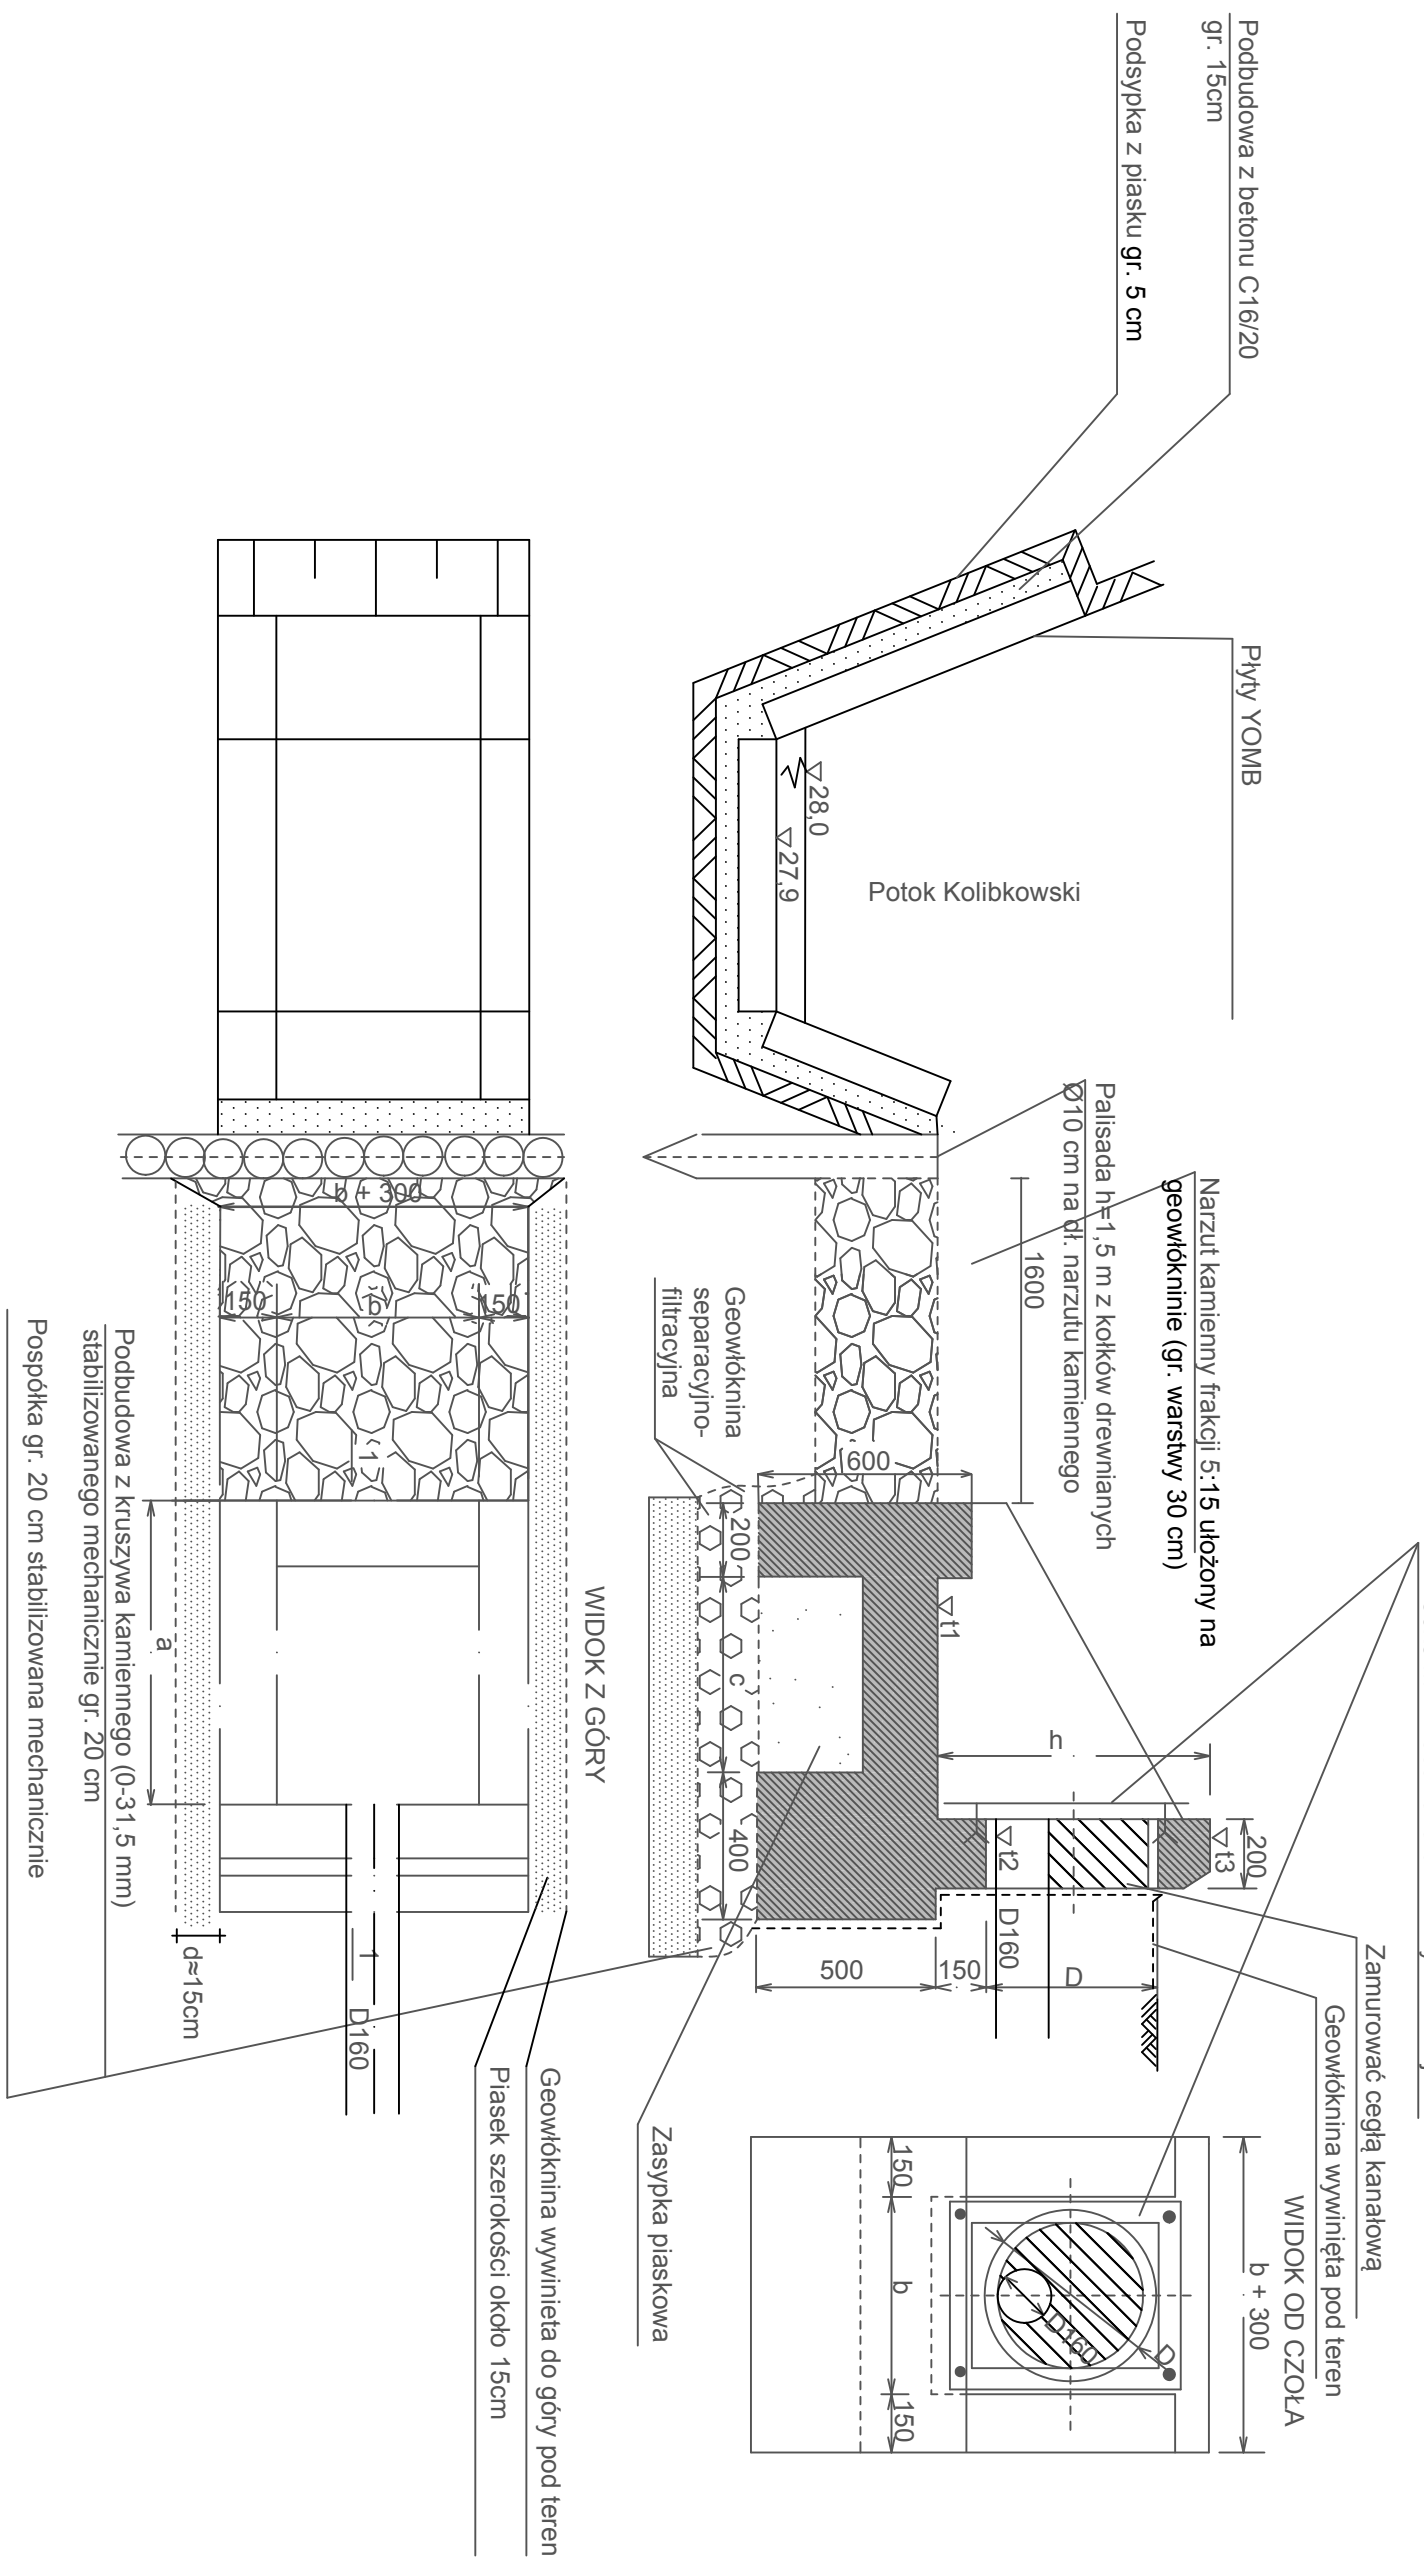 Podbudowa z betonu C16/20
gr. 15cm
Podsypka z piasku gr. 5 cm
Płyty YOMB
28,0
27,9
Potok Kolibkowski
Palisada h=1,5 m z kołków drewnianych
Ø10 cm na dł. narzutu kamiennego
Narzut kamienny frakcji 5:15 ułożony na
geowłókninie (gr. warstwy 30 cm)
1600
600
Geowłóknina
separacyjno-
filtracyjna
200
c
400
t1
h
t2
t3
200
D160
500
150
D
Zamurować cegłą kanałową
Geowłóknina wywinięta pod teren
WIDOK OD CZOŁA
b + 300
150
b
150
D160
D
Zasypka piaskowa
WIDOK Z GÓRY
b + 300
150
b
150
1
a
1
D160
d≈15cm
Geowłóknina wywinieta do góry pod teren
Piasek szerokości około 15cm
Podbudowa z kruszywa kamiennego (0-31,5 mm)
stabilizowanego mechanicznie gr. 20 cm
Pospółka gr. 20 cm stabilizowana mechanicznie